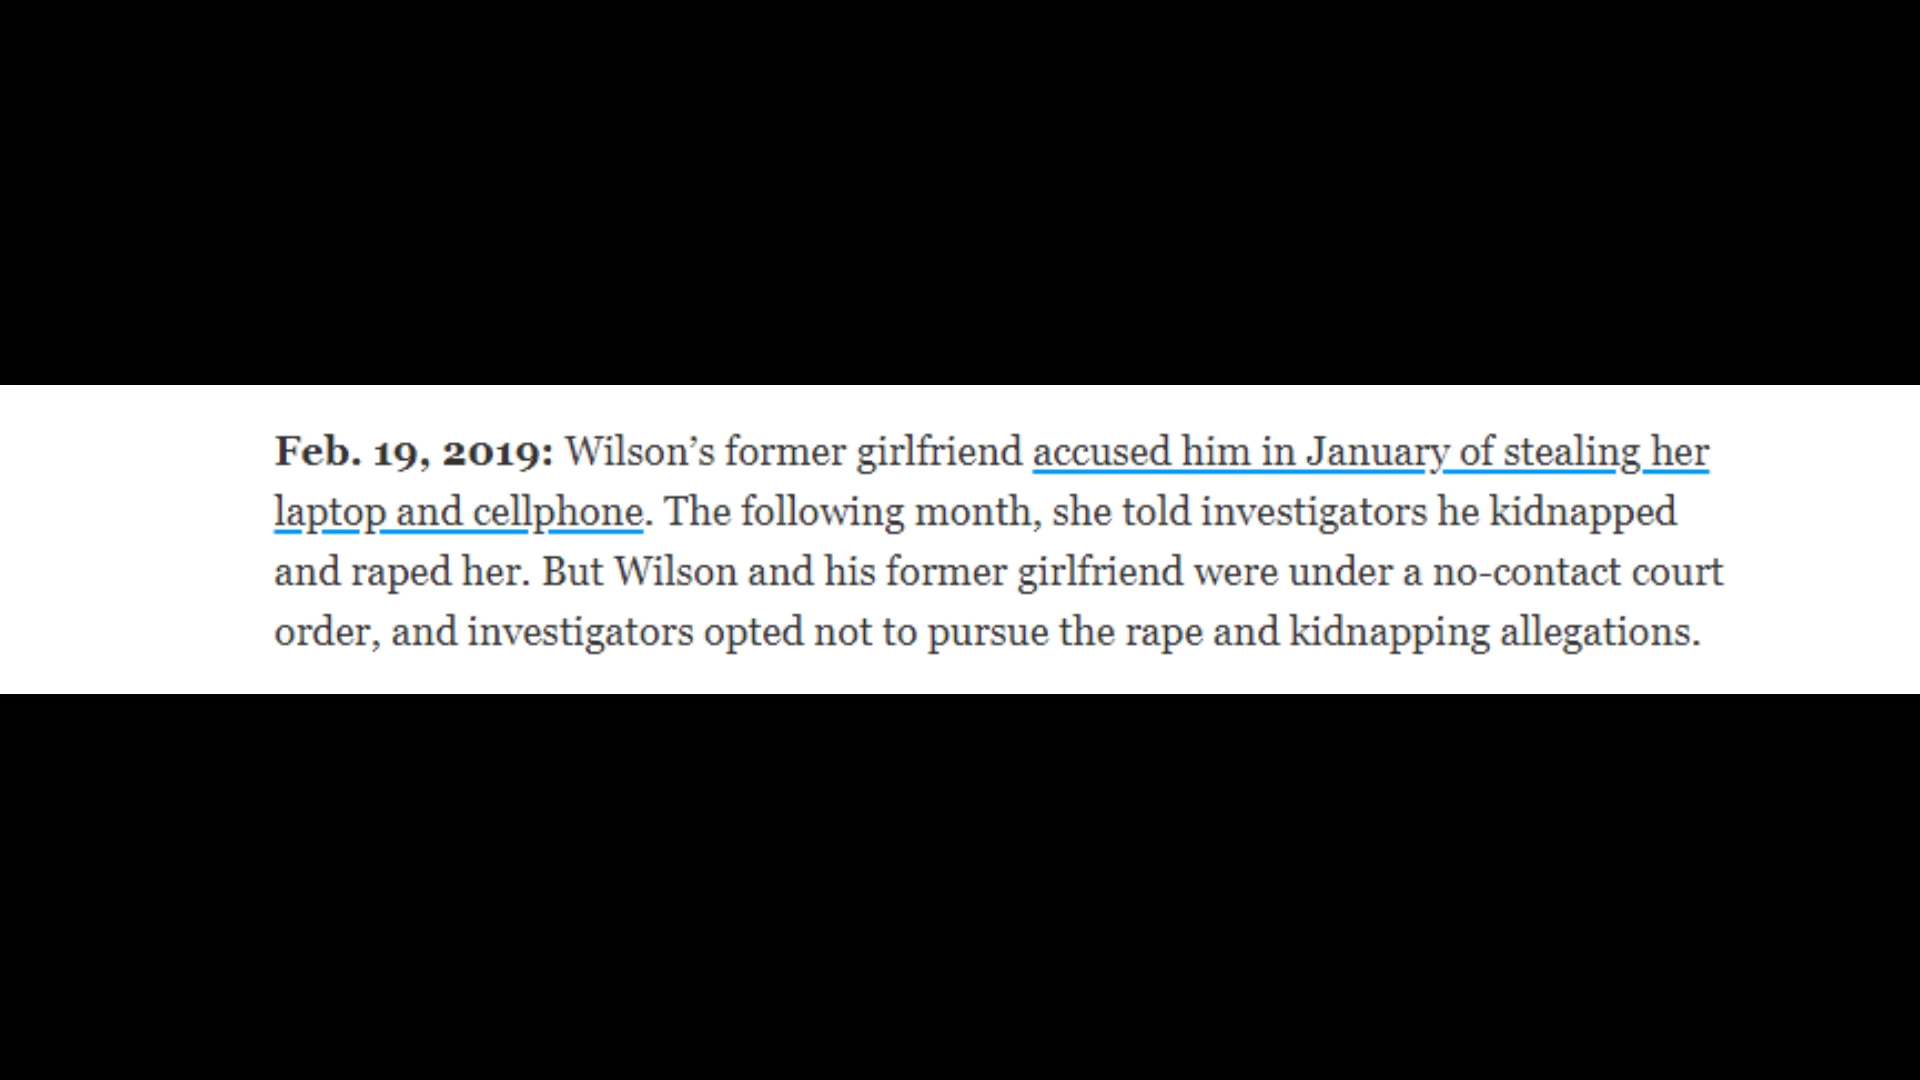 Feb. 19, 2019: Wilson’s former girlfriend accused him in January of stealing her
laptop and cellphone. The following month, she told investigators he kidnapped
and raped her. But Wilson and his former girlfriend were under a no-contact court
order, and investigators opted not to pursue the rape and kidnapping allegations.